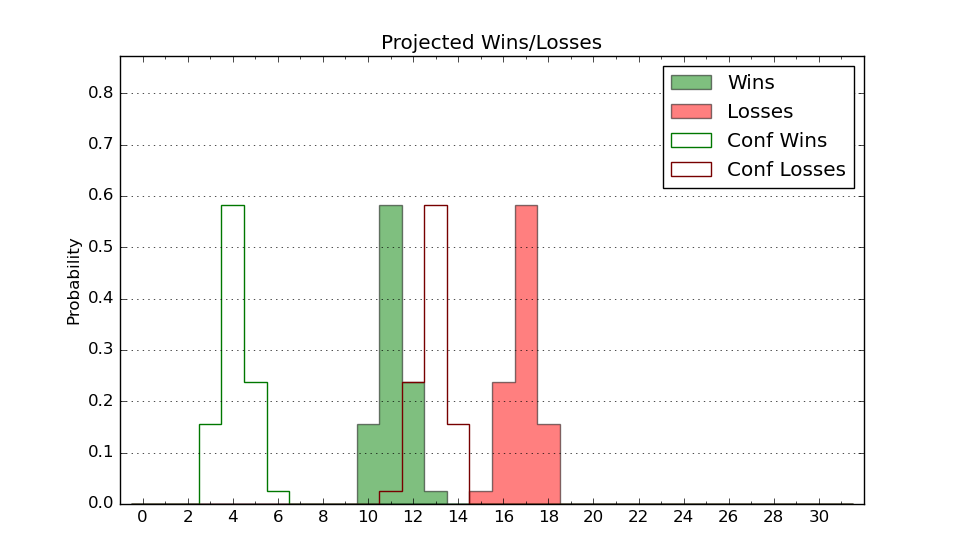 Projected Wins/Losses
Wins
Losses
Conf Wins
Conf Losses
Probability
0.8
0.7
0.6
0.5
0.4
0.3
0.2
0.1
0.0
0 2 4 6 8 10 12 14 16 18 20 22 24 26 28 30